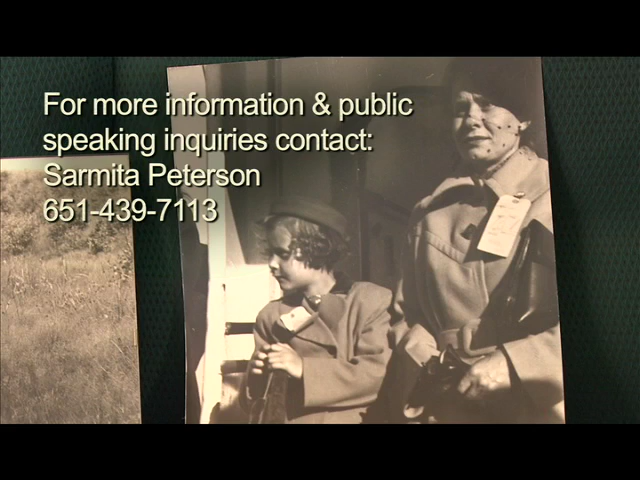 For more information & public
speaking inquiries contact:
Sarmita Peterson
651-439-7113